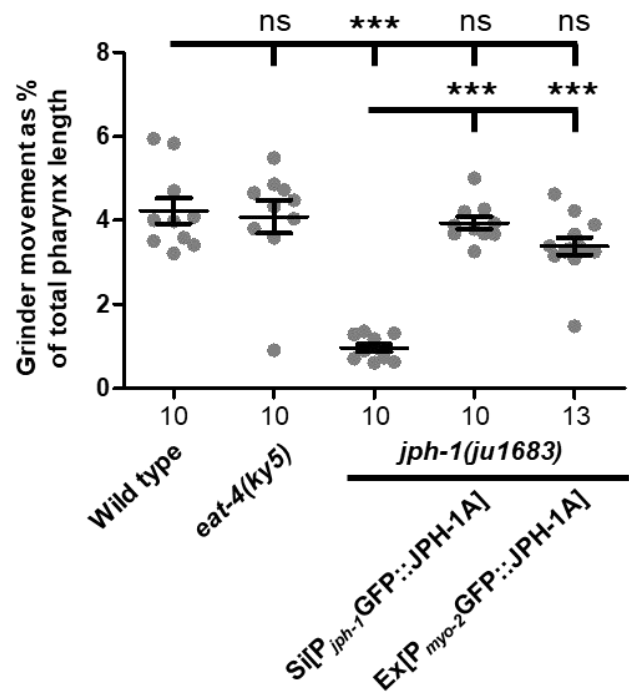 ns *** ns ns
*** ***
Grinder movement as %
of total pharynx length
8
6
4
2
0
10 10 10 10 13
Wild type
eat-4(ky5)
jph-1(ju1683)
Si[Pjph-1GFP::JPH-1A]
Ex[Pmyo-2GFP::JPH-1A]